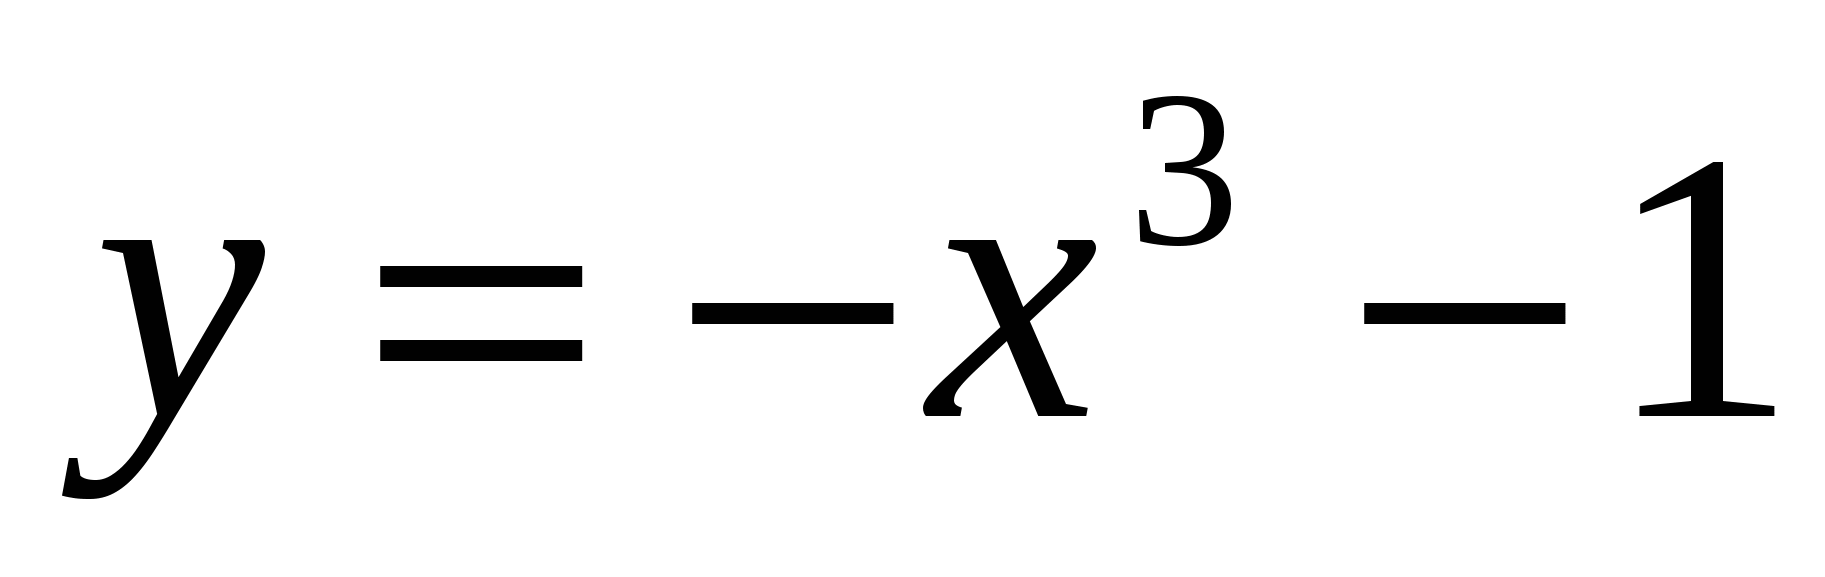 y = −x³ − 1